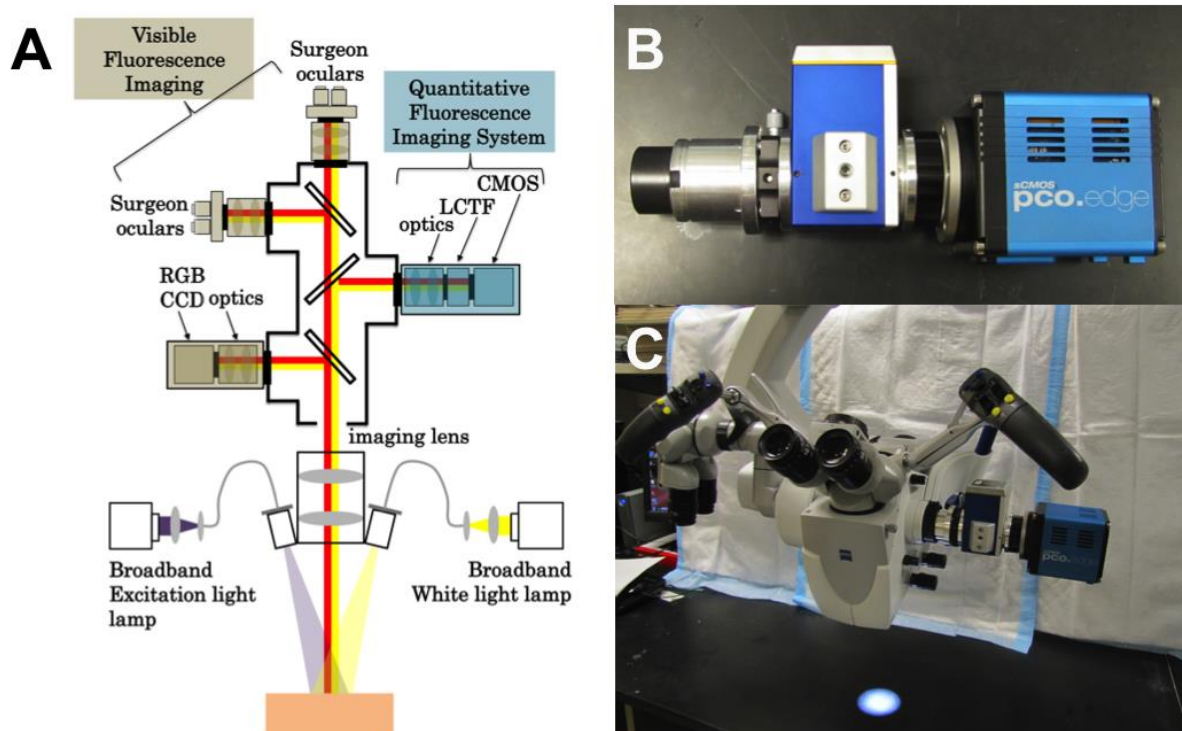 A
Visible
Fluorescence
Imaging
Surgeon
oculars
Quantitative
Fluorescence
Imaging System
CMOS
LCTF
optics
Surgeon
oculars
RGB
CCD optics
imaging lens
Broadband
Excitation light
lamp
Broadband
White light lamp
B
sCMOS
pco.edge
C
pco.edge